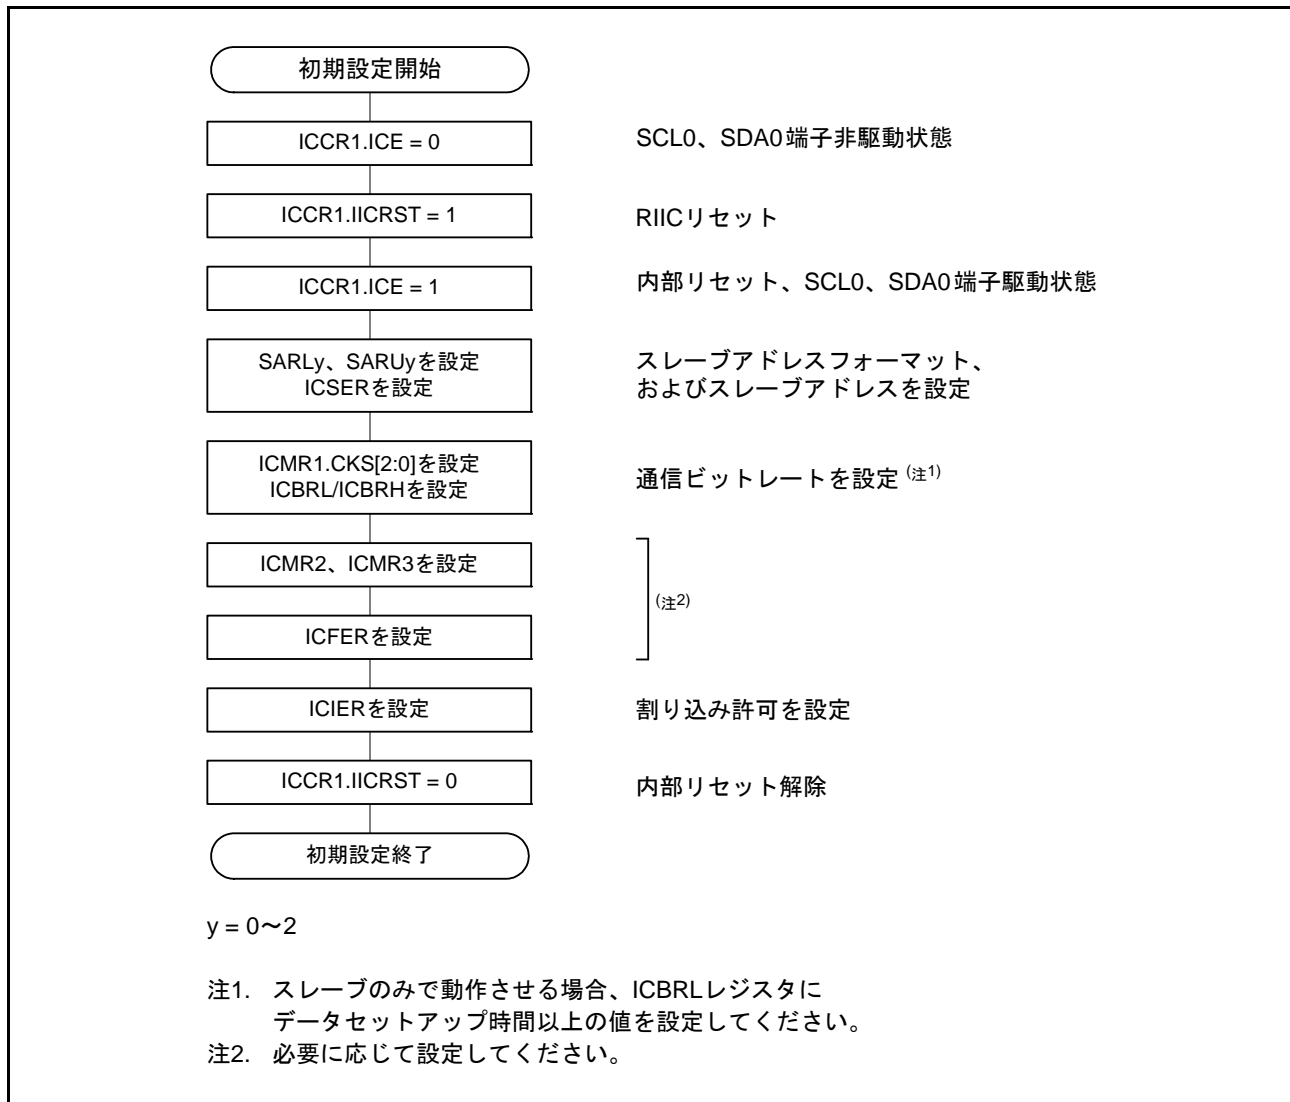 初期設定開始
ICCR1.ICE = 0
SCL0、SDA0端子非駆動状態
ICCR1.IICRST = 1
RIICリセット
ICCR1.ICE = 1
内部リセット、SCL0、SDA0端子駆動状態
SARLy、SARUyを設定
ICSERを設定
スレーブアドレスフォーマット、
およびスレーブアドレスを設定
ICMR1.CKS[2:0]を設定
ICBRL/ICBRHを設定
通信ビットレートを設定 (注1)
ICMR2、ICMR3を設定
(注2)
ICFERを設定
ICIERを設定
割り込み許可を設定
ICCR1.IICRST = 0
内部リセット解除
初期設定終了
y = 0～2
注1. スレーブのみで動作させる場合、ICBRLレジスタに
データセットアップ時間以上の値を設定してください。
注2. 必要に応じて設定してください。